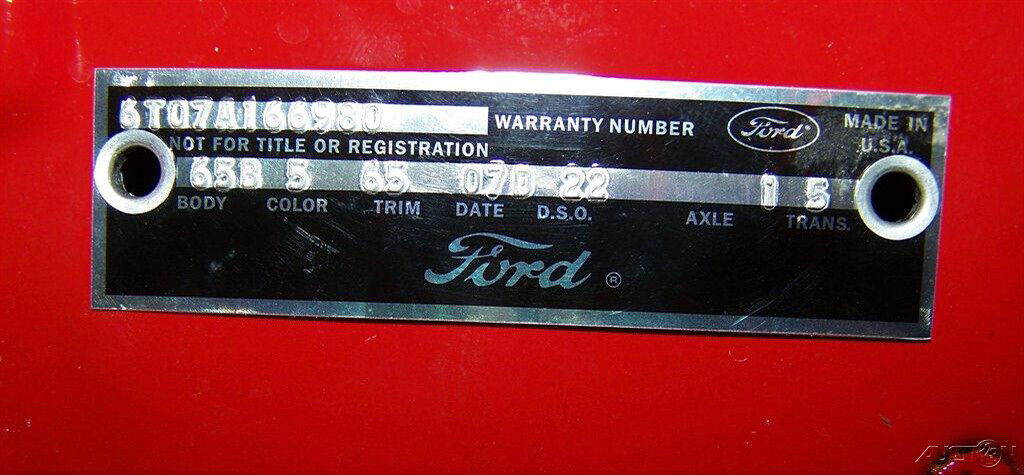 6T07A166980 WARRANTY NUMBER Ford MADE IN
NOT FOR TITLE OR REGISTRATION U.S.A.
65B 5 65 07D 22 1 5
BODY COLOR TRIM DATE D.S.O. AXLE TRANS.
Ford ®